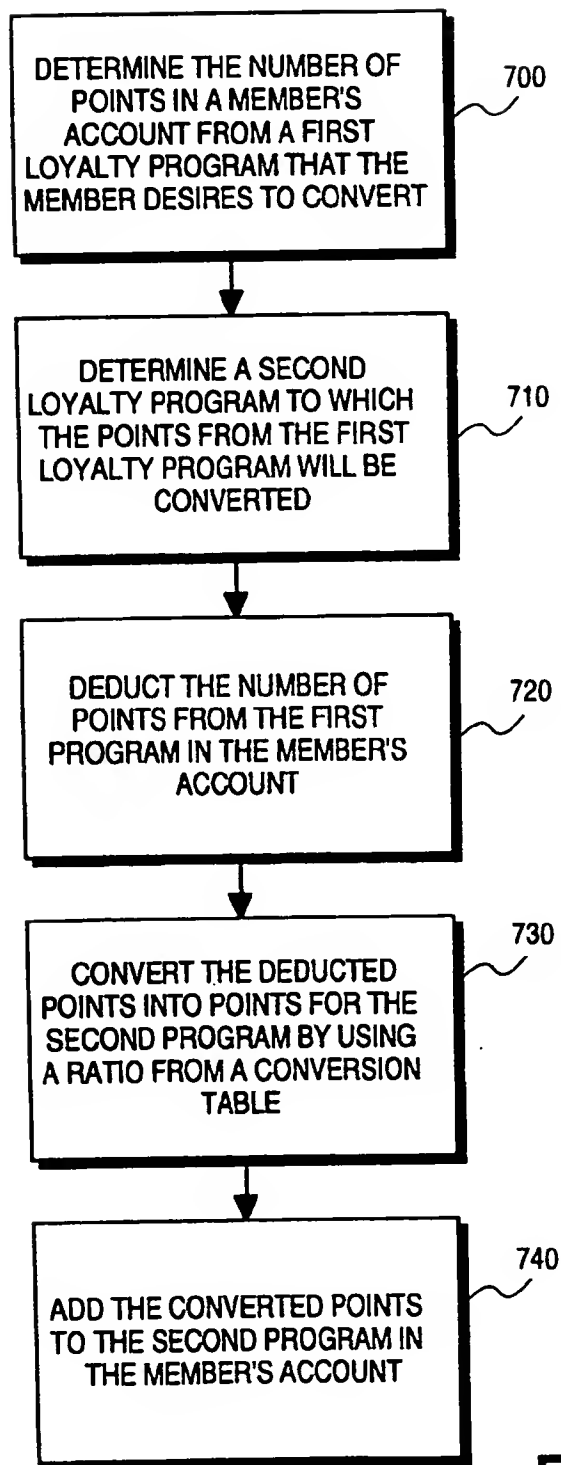 DETERMINE THE NUMBER OF
POINTS IN A MEMBER'S
ACCOUNT FROM A FIRST
LOYALTY PROGRAM THAT THE
MEMBER DESIRES TO CONVERT
700
DETERMINE A SECOND
LOYALTY PROGRAM TO WHICH
THE POINTS FROM THE FIRST
LOYALTY PROGRAM WILL BE
CONVERTED
710
DEDUCT THE NUMBER OF
POINTS FROM THE FIRST
PROGRAM IN THE MEMBER'S
ACCOUNT
720
CONVERT THE DEDUCTED
POINTS INTO POINTS FOR THE
SECOND PROGRAM BY USING
A RATIO FROM A CONVERSION
TABLE
730
ADD THE CONVERTED POINTS
TO THE SECOND PROGRAM IN
THE MEMBER'S ACCOUNT
740